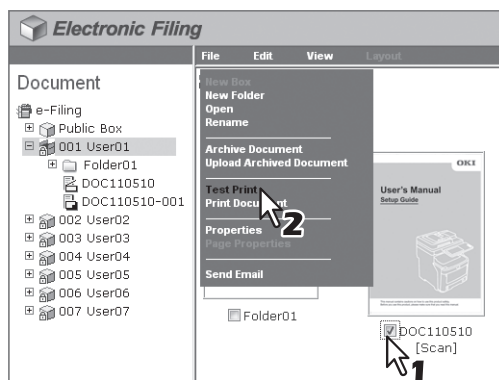 Electronic Filing
File Edit View Layout
Document
e-Filing
Public Box
001 User01
Folder01
DOC110510
DOC110510-001
002 User02
003 User03
004 User04
005 User05
006 User06
007 User07
New Box
New Folder
Open
Rename
Archive Document
Upload Archived Document
Test Print
Print Document
Properties
Page Properties
Send Email
2
Folder01
OKI
User's Manual
Setup Guide
DOC110510
[Scan]
1